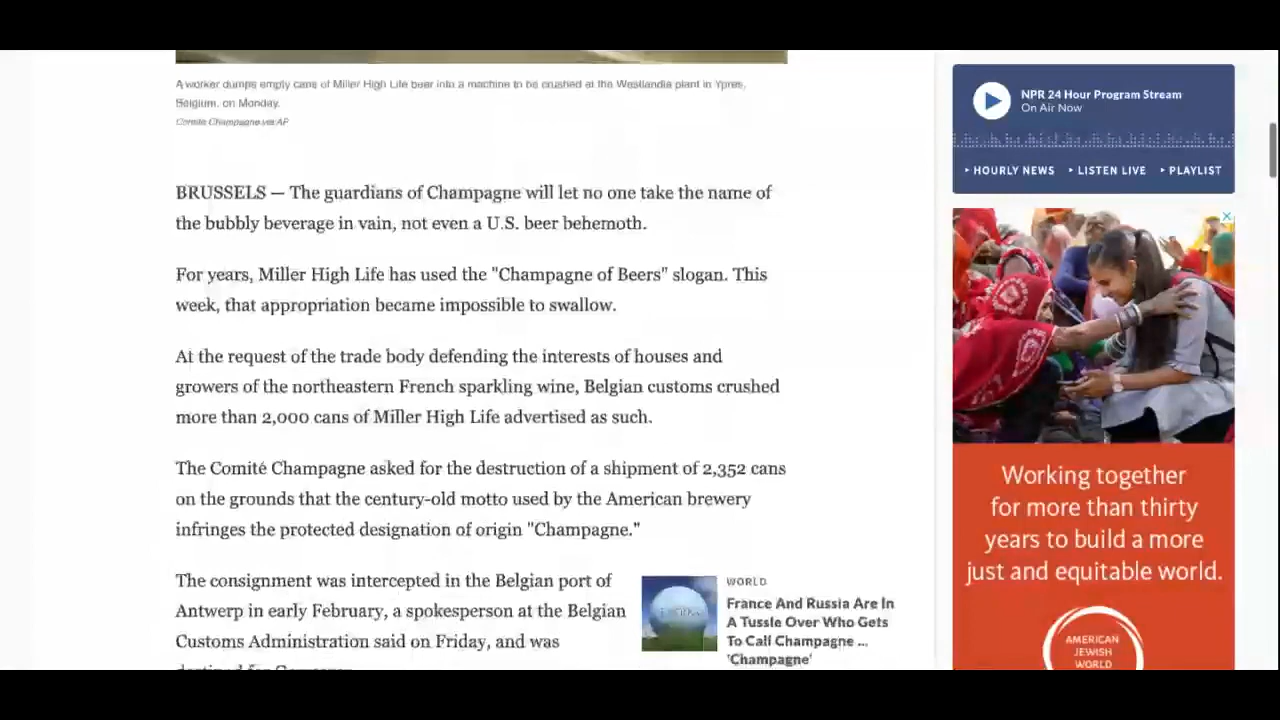 A worker dumps empty cans of Miller High Life beer into a machine to be crushed at the Westlandia plant in Ypres,
Belgium, on Monday.
Comité Champagne via AP
BRUSSELS — The guardians of Champagne will let no one take the name of
the bubbly beverage in vain, not even a U.S. beer behemoth.
For years, Miller High Life has used the "Champagne of Beers" slogan. This
week, that appropriation became impossible to swallow.
At the request of the trade body defending the interests of houses and
growers of the northeastern French sparkling wine, Belgian customs crushed
more than 2,000 cans of Miller High Life advertised as such.
The Comité Champagne asked for the destruction of a shipment of 2,352 cans
on the grounds that the century-old motto used by the American brewery
infringes the protected designation of origin "Champagne."
The consignment was intercepted in the Belgian port of
Antwerp in early February, a spokesperson at the Belgian
Customs Administration said on Friday, and was
WORLD
France And Russia Are In
A Tussle Over Who Gets
To Call Champagne ...
'Champagne'
NPR 24 Hour Program Stream
On Air Now
HOURLY NEWS
LISTEN LIVE
PLAYLIST
Working together
for more than thirty
years to build a more
just and equitable world.
AMERICAN
JEWISH
WORLD